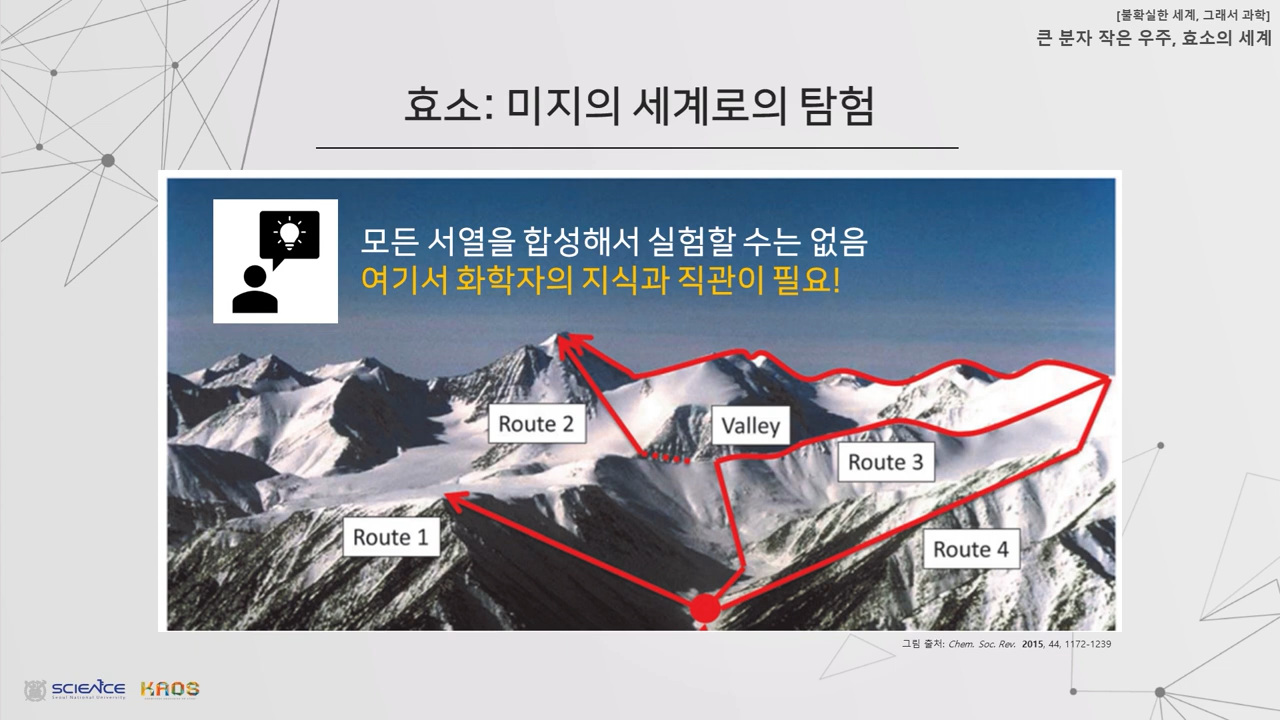 [불확실한 세계, 그래서 과학]
큰 분자 작은 우주, 효소의 세계
효소: 미지의 세계로의 탐험
모든 서열을 합성해서 실험할 수는 없음
여기서 화학자의 지식과 직관이 필요!
Route 2
Valley
Route 3
Route 1
Route 4
그림 출처: Chem. Soc. Rev. 2015, 44, 1172-1239
SCIENCE
Seoul National University
KAOS